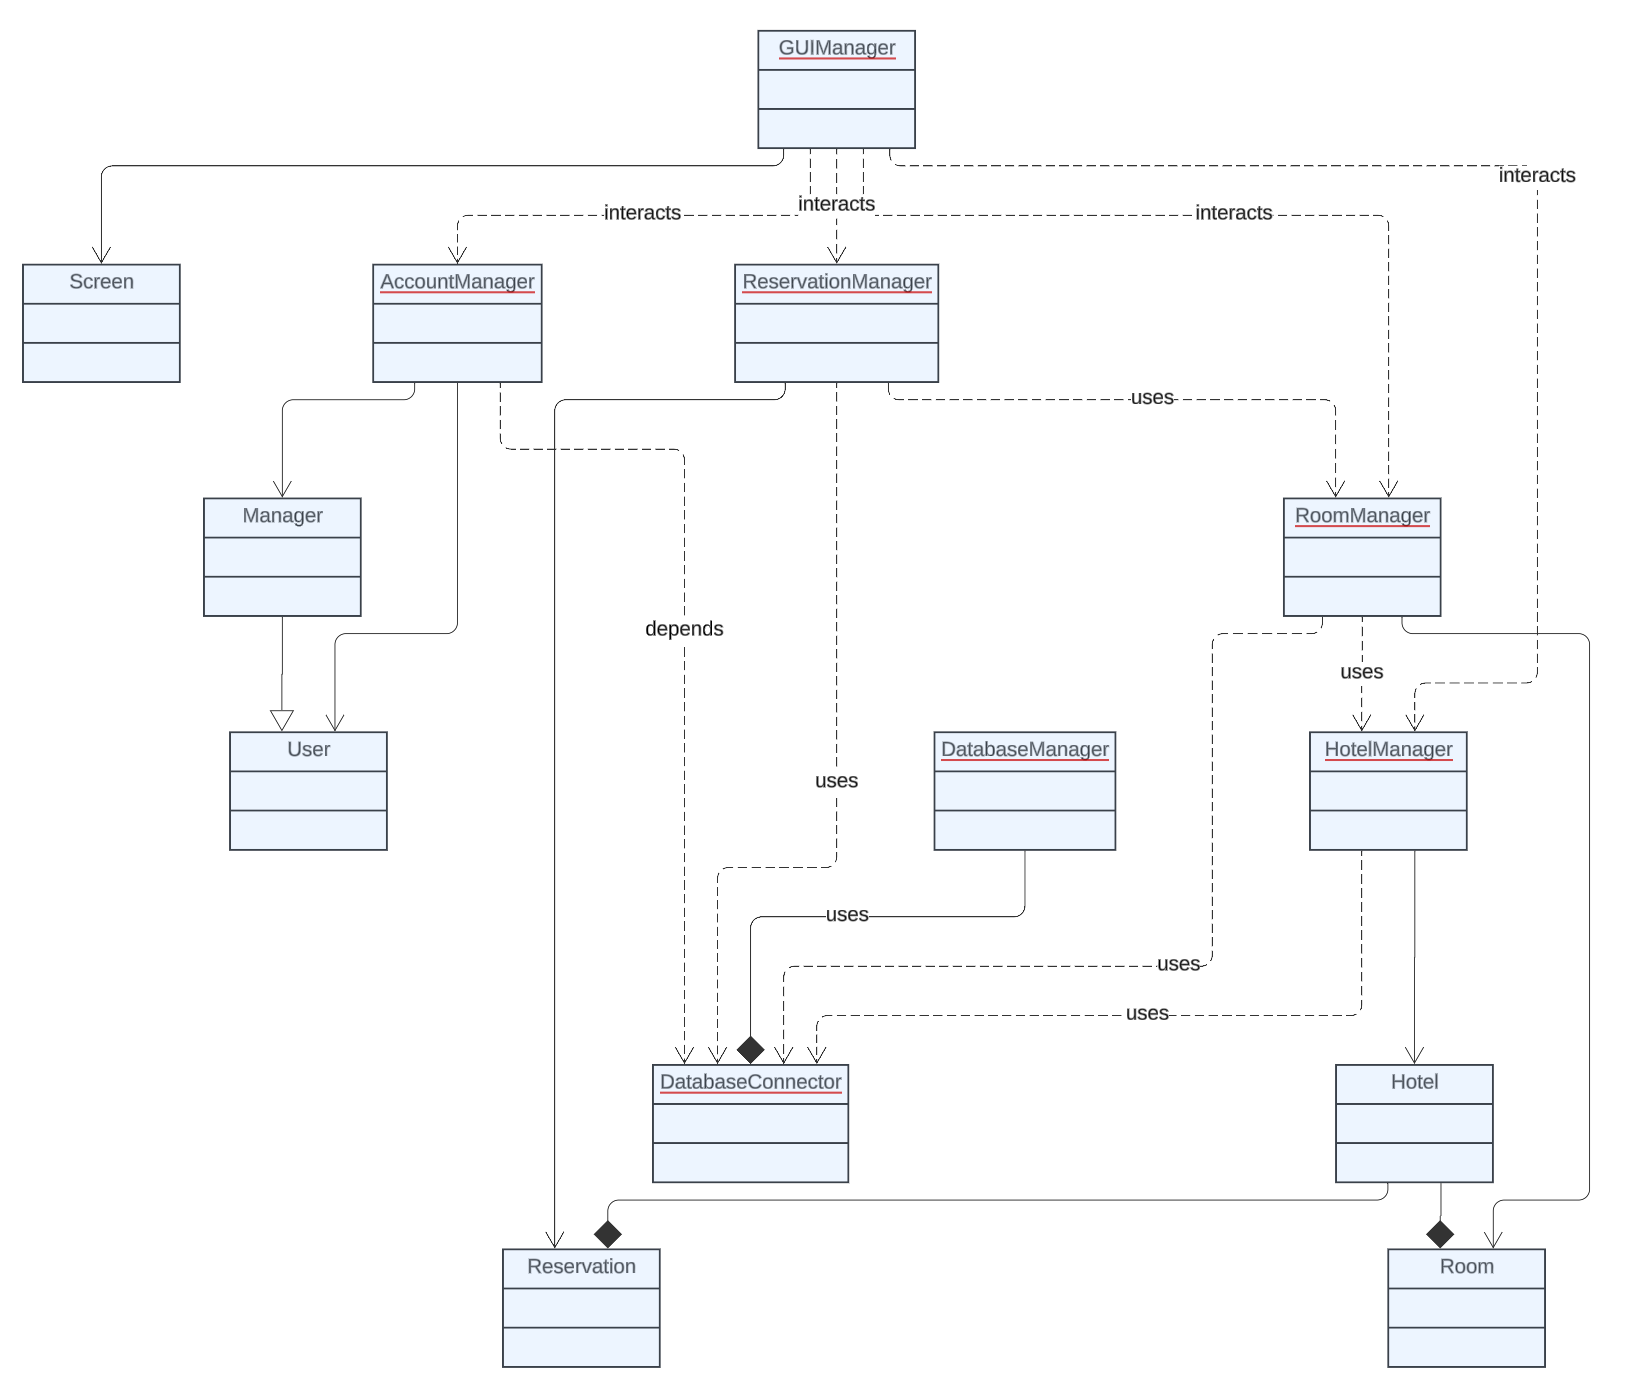 GUIManager
interacts
interacts
interacts
interacts
Screen
AccountManager
ReservationManager
uses
Manager
RoomManager
depends
uses
User
DatabaseManager
HotelManager
uses
uses
uses
uses
DatabaseConnector
Hotel
Reservation
Room